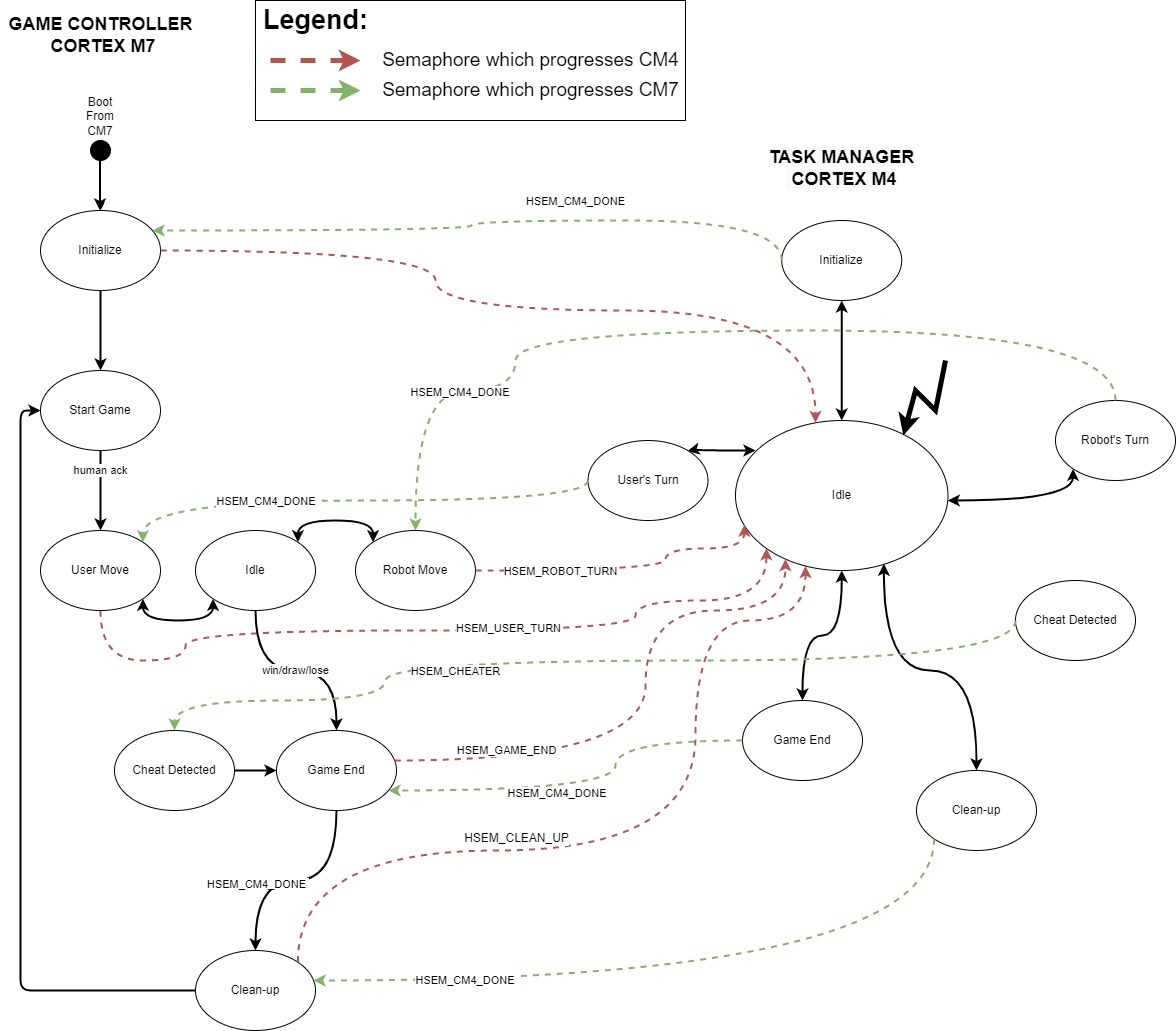 GAME CONTROLLER
CORTEX M7
Legend:
Semaphore which progresses CM4
Semaphore which progresses CM7
Boot
From
CM7
TASK MANAGER
CORTEX M4
HSEM_CM4_DONE
Initialize
Initialize
HSEM_CM4_DONE
Start Game
Robot's Turn
human ack
User's Turn
Idle
HSEM_CM4_DONE
User Move
Idle
Robot Move
HSEM_ROBOT_TURN
HSEM_USER_TURN
Cheat Detected
win/draw/lose
HSEM_CHEATER
Game End
HSEM_GAME_END
Cheat Detected
Game End
HSEM_CM4_DONE
Clean-up
HSEM_CLEAN_UP
HSEM_CM4_DONE
HSEM_CM4_DONE
Clean-up